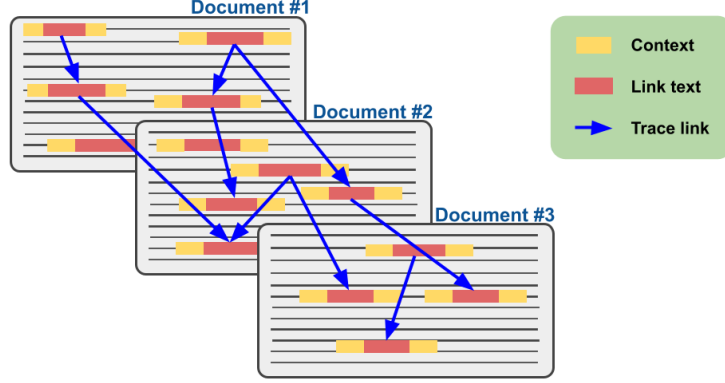 Document #1
Document #2
Document #3
Context
Link text
Trace link